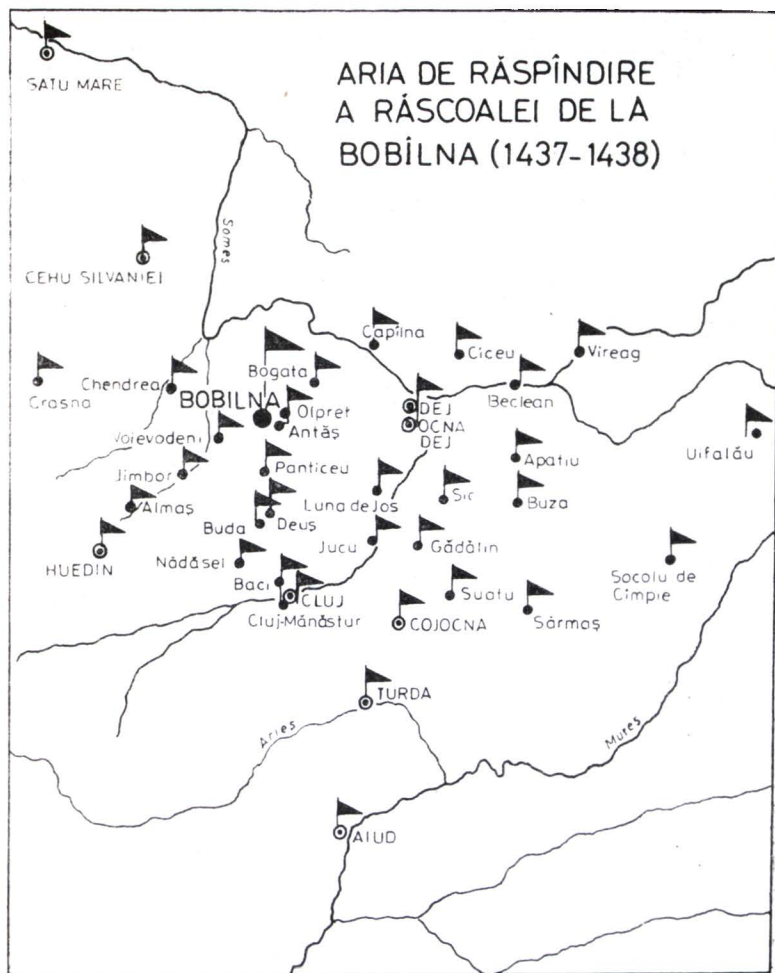 ARIA DE RĂSPÎNDIRE
A RĂSCOALEI DE LA
BOBÎLNA (1437-1438)
SATU MARE
Someș
CEHU SILVANIEI
Capîlna
Ciceu
Vireag
Crasna
Chendrea
Bogata
Beclean
BOBÎLNA
Olpret
DEJ
Antăș
OCNA
DEJ
Voievodeni
Uifalău
Jimbor
Panticeu
Apatiu
Almaș
Luna de Jos
Sic
Buza
Buda
Deuș
HUEDIN
Jucu
Gădălin
Nădășel
Baci
Socolu de
Cîmpie
CLUJ
Suatu
Cluj-Mănăștur
COJOCNA
Sărmaș
TURDA
Arieș
Mureș
AIUD